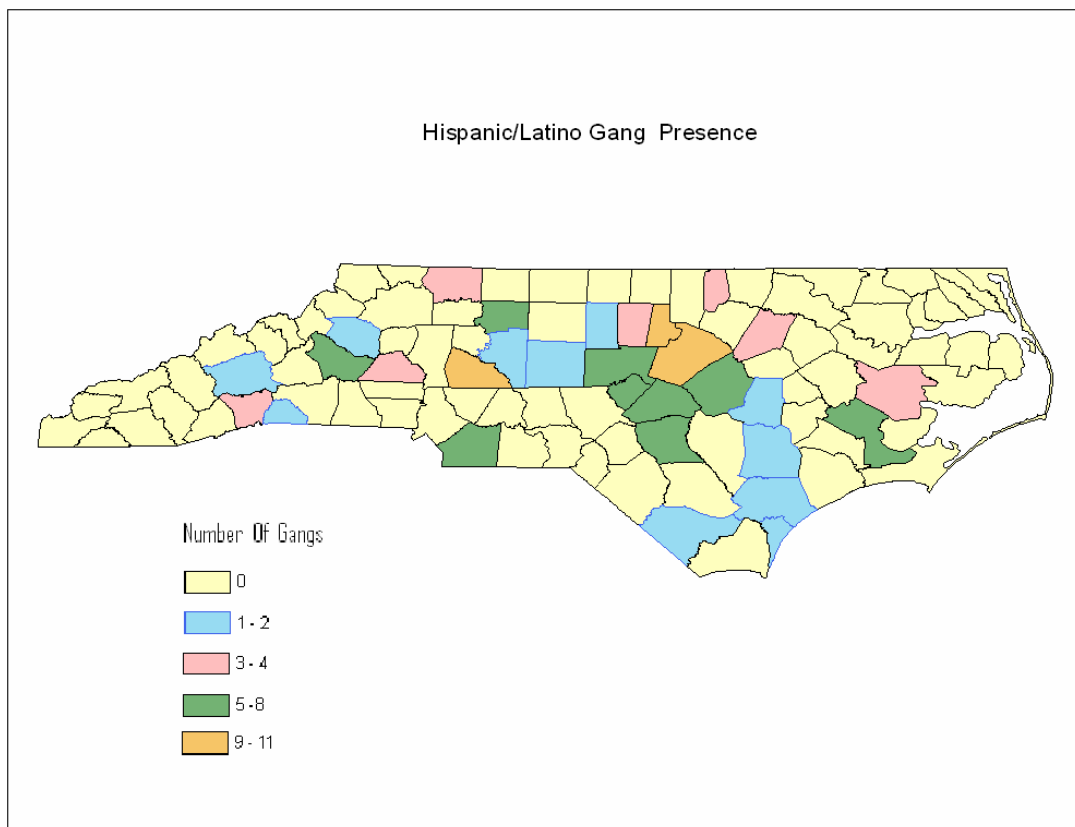 Hispanic/Latino Gang Presence
Number Of Gangs
0
1 - 2
3 - 4
5 - 8
9 - 11